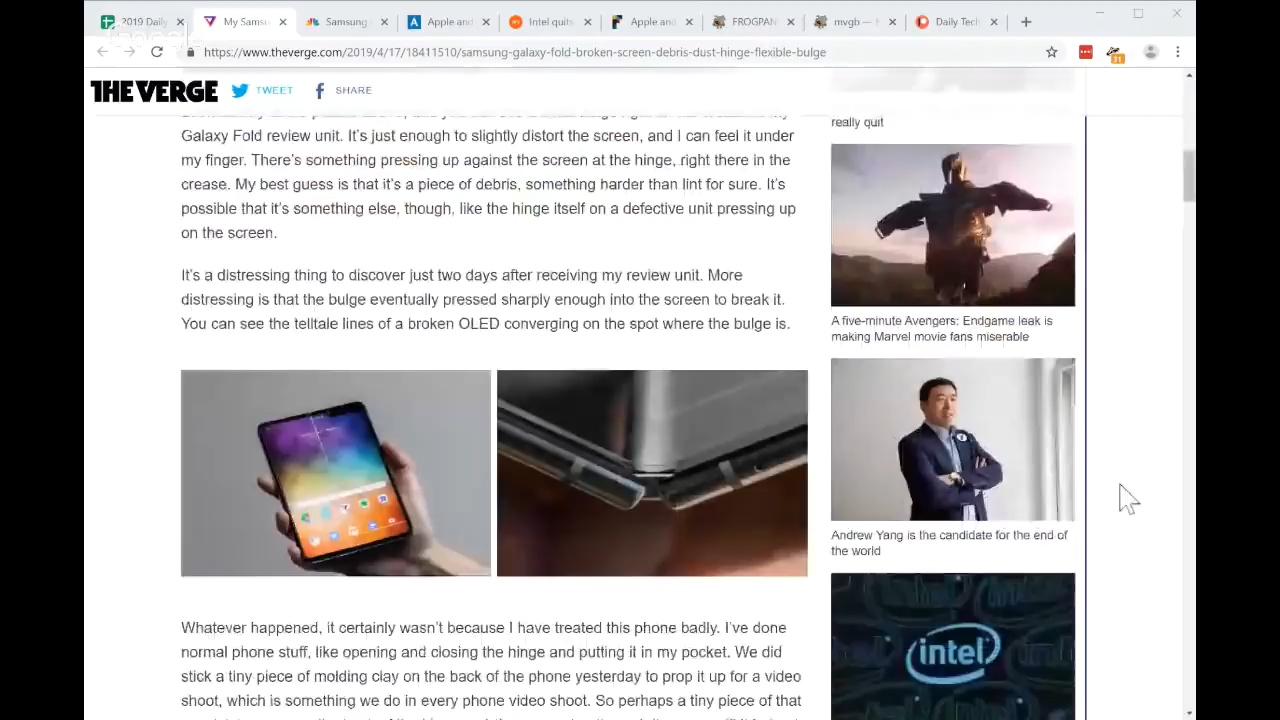 2019 Daily
My Samsu
Samsung
Apple and
Intel quits
Apple and
FROGPAN
mvgb —
Daily Tech
https://www.theverge.com/2019/4/17/18411510/samsung-galaxy-fold-broken-screen-debris-dust-hinge-flexible-bulge
31
THE VERGE
TWEET
SHARE
Galaxy Fold review unit. It's just enough to slightly distort the screen, and I can feel it under
my finger. There's something pressing up against the screen at the hinge, right there in the
crease. My best guess is that it's a piece of debris, something harder than lint for sure. It's
possible that it's something else, though, like the hinge itself on a defective unit pressing up
on the screen.
It's a distressing thing to discover just two days after receiving my review unit. More
distressing is that the bulge eventually pressed sharply enough into the screen to break it.
You can see the telltale lines of a broken OLED converging on the spot where the bulge is.
Whatever happened, it certainly wasn't because I have treated this phone badly. I've done
normal phone stuff, like opening and closing the hinge and putting it in my pocket. We did
stick a tiny piece of molding clay on the back of the phone yesterday to prop it up for a video
shoot, which is something we do in every phone video shoot. So perhaps a tiny piece of that
really quit
A five-minute Avengers: Endgame leak is
making Marvel movie fans miserable
Andrew Yang is the candidate for the end of
the world
intel